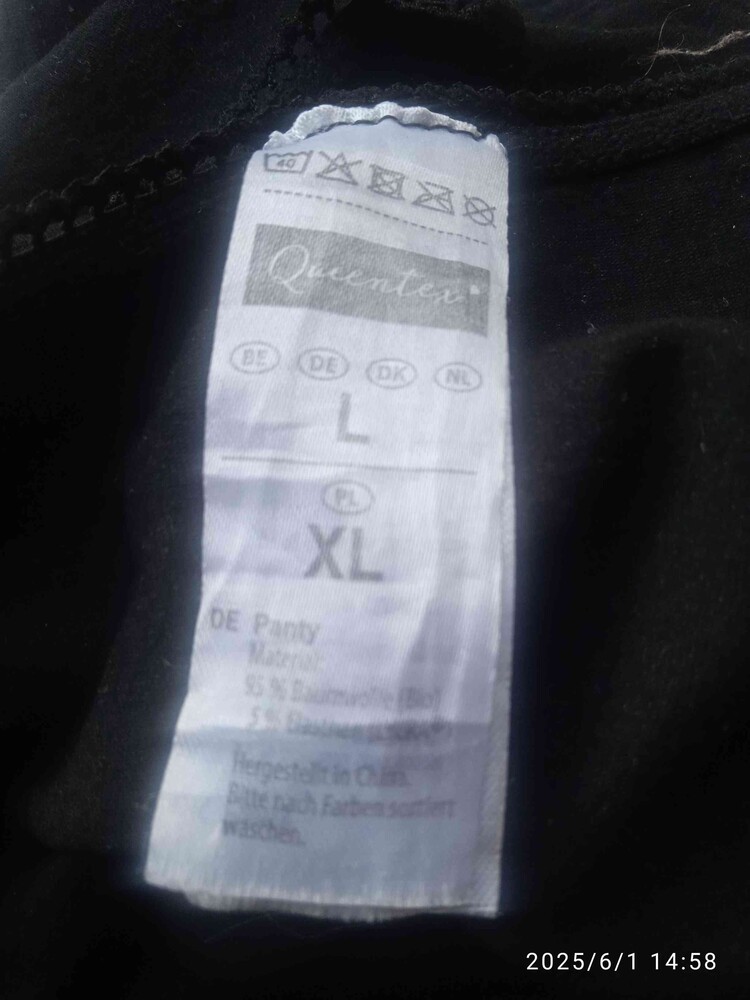 40
Queentex
BE DE DK NL
L
PL
XL
DE Panty
Material:
95 % Baumwolle (Bio)
5 % Elasthan
Hergestellt in China.
Bitte nach Farben sortiert
waschen.
2025/6/1 14:58